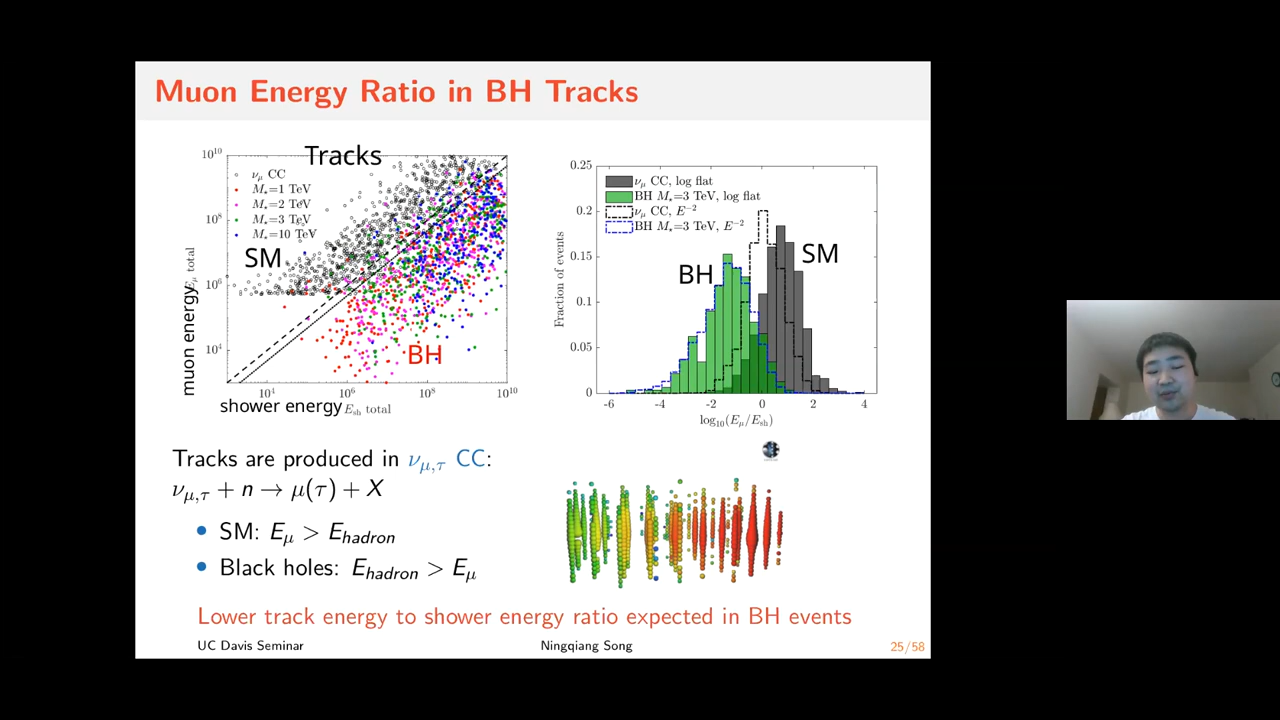 Muon Energy Ratio in BH Tracks
Tracks
10^10
10^8
10^6
10^4
ν_μ CC
M_*=1 TeV
M_*=2 TeV
M_*=3 TeV
M_*=10 TeV
SM
BH
muon energy
E_μ total
10^4
10^6
10^8
10^10
shower energy
E_sh total
0.25
0.2
0.15
0.1
0.05
0
ν_μ CC, log flat
BH M_*=3 TeV, log flat
ν_μ CC, E^-2
BH M_*=3 TeV, E^-2
BH
SM
Fraction of events
-6 -4 -2 0 2 4
log_10(E_μ/E_sh)
Tracks are produced in ν_μ,τ CC:
ν_μ,τ + n → μ(τ) + X
• SM: E_μ > E_hadron
• Black holes: E_hadron > E_μ
Lower track energy to shower energy ratio expected in BH events
UC Davis Seminar
Ningqiang Song
25/58